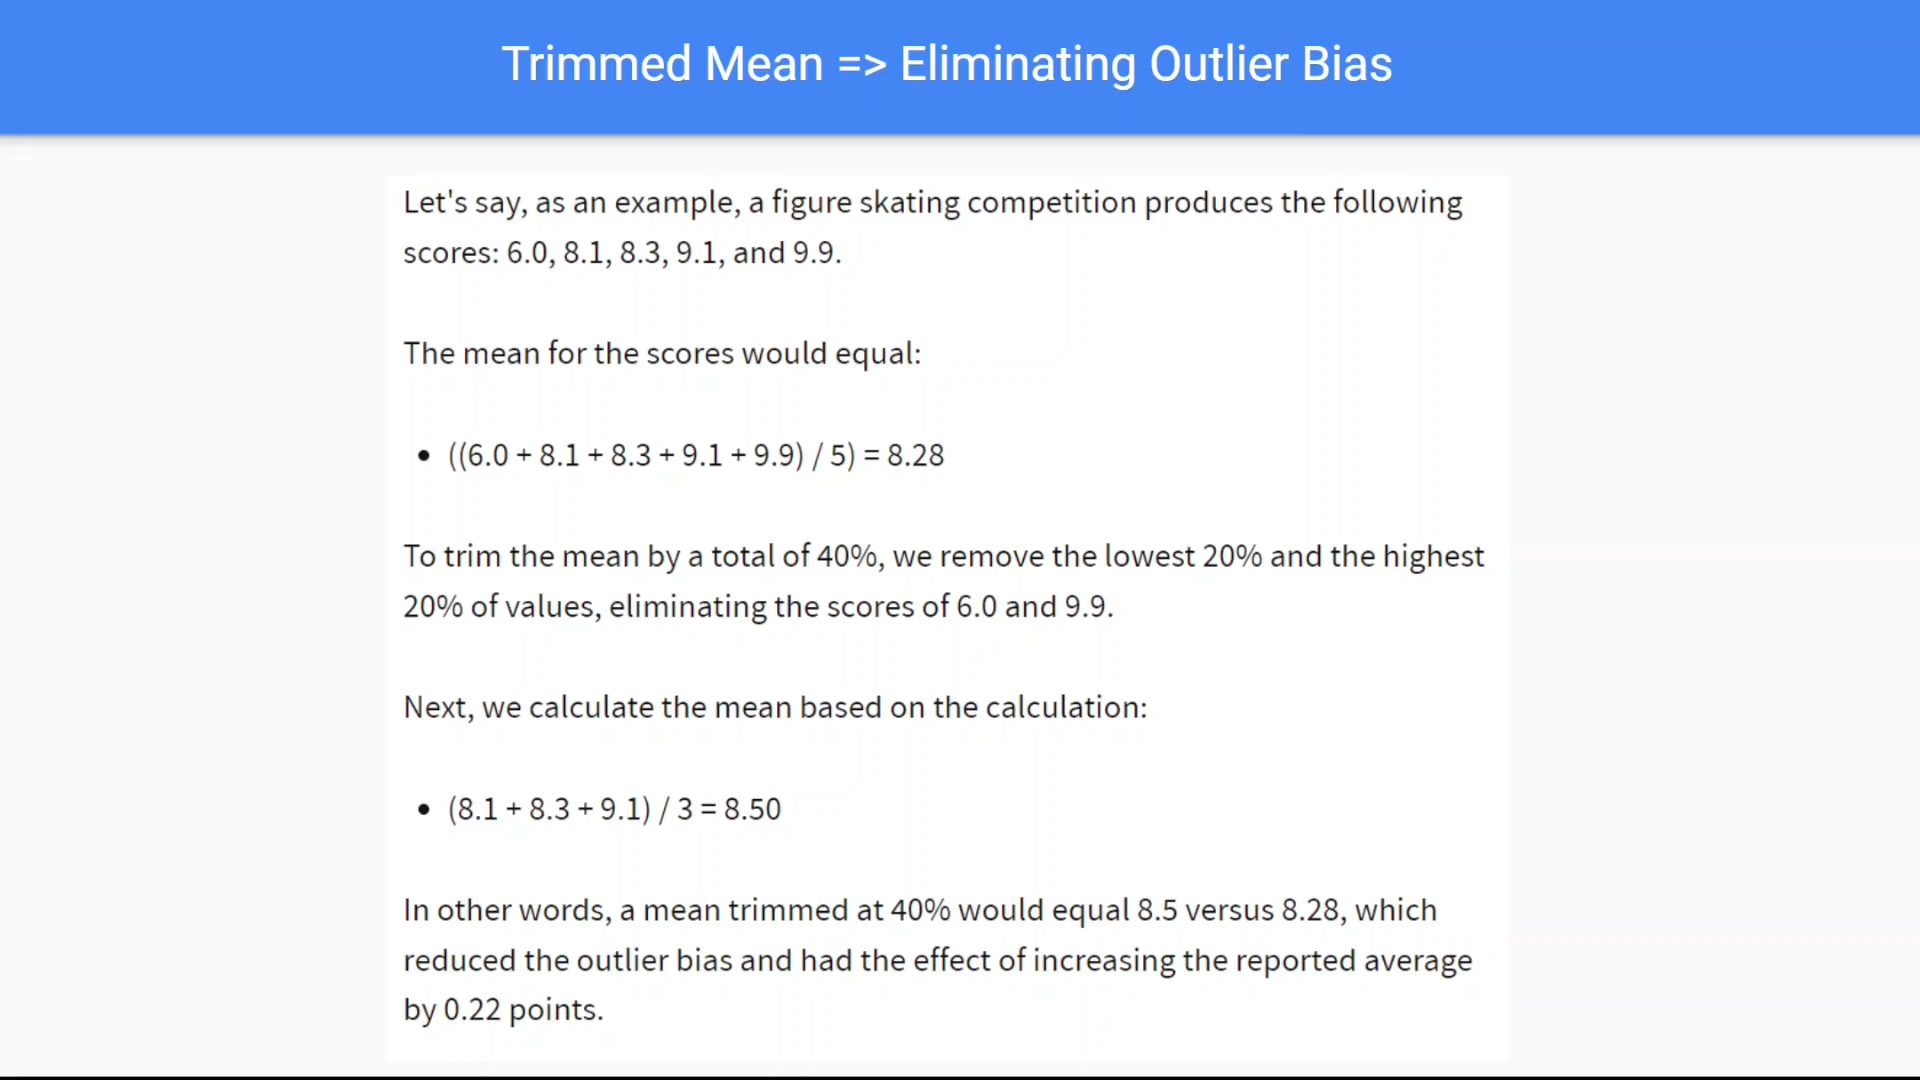 Trimmed Mean => Eliminating Outlier Bias
Let's say, as an example, a figure skating competition produces the following
scores: 6.0, 8.1, 8.3, 9.1, and 9.9.
The mean for the scores would equal:
• ((6.0 + 8.1 + 8.3 + 9.1 + 9.9) / 5) = 8.28
To trim the mean by a total of 40%, we remove the lowest 20% and the highest
20% of values, eliminating the scores of 6.0 and 9.9.
Next, we calculate the mean based on the calculation:
• (8.1 + 8.3 + 9.1) / 3 = 8.50
In other words, a mean trimmed at 40% would equal 8.5 versus 8.28, which
reduced the outlier bias and had the effect of increasing the reported average
by 0.22 points.